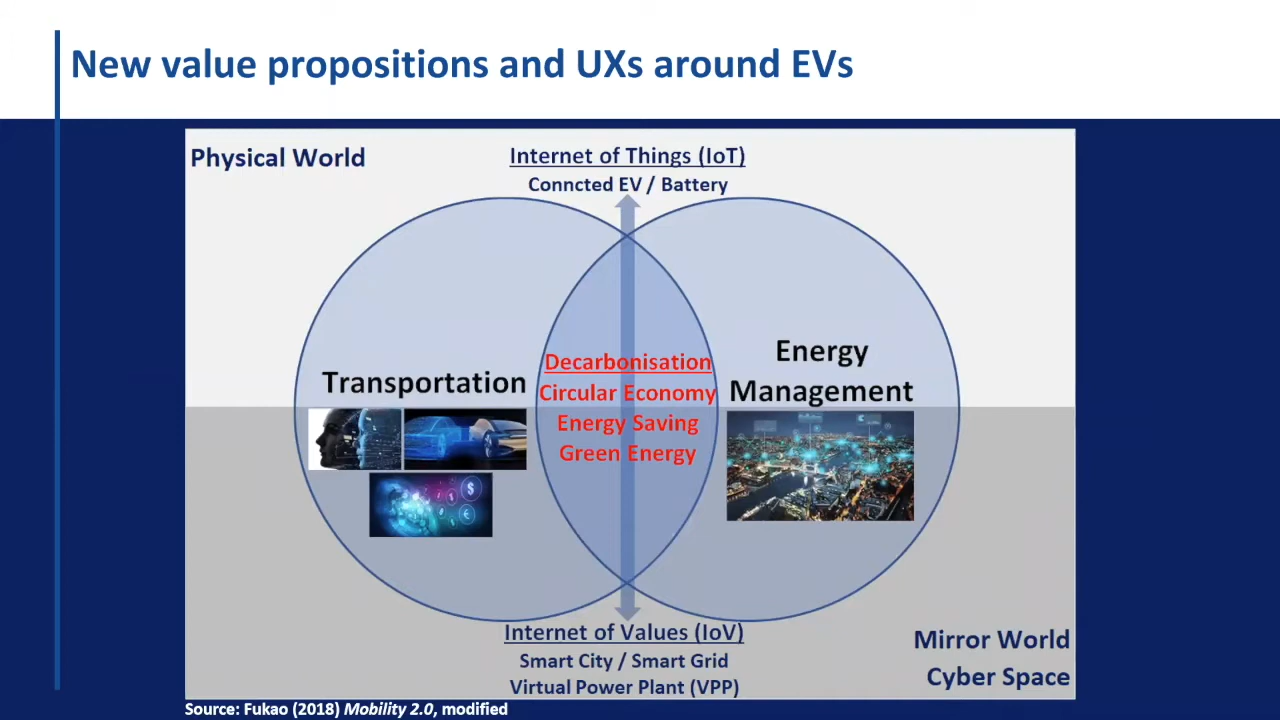 New value propositions and UXs around EVs
Physical World
Internet of Things (IoT)
Conncted EV / Battery
Transportation
Decarbonisation
Circular Economy
Energy Saving
Green Energy
Energy
Management
$
€
Internet of Values (IoV)
Smart City / Smart Grid
Virtual Power Plant (VPP)
Mirror World
Cyber Space
Source: Fukao (2018) Mobility 2.0, modified